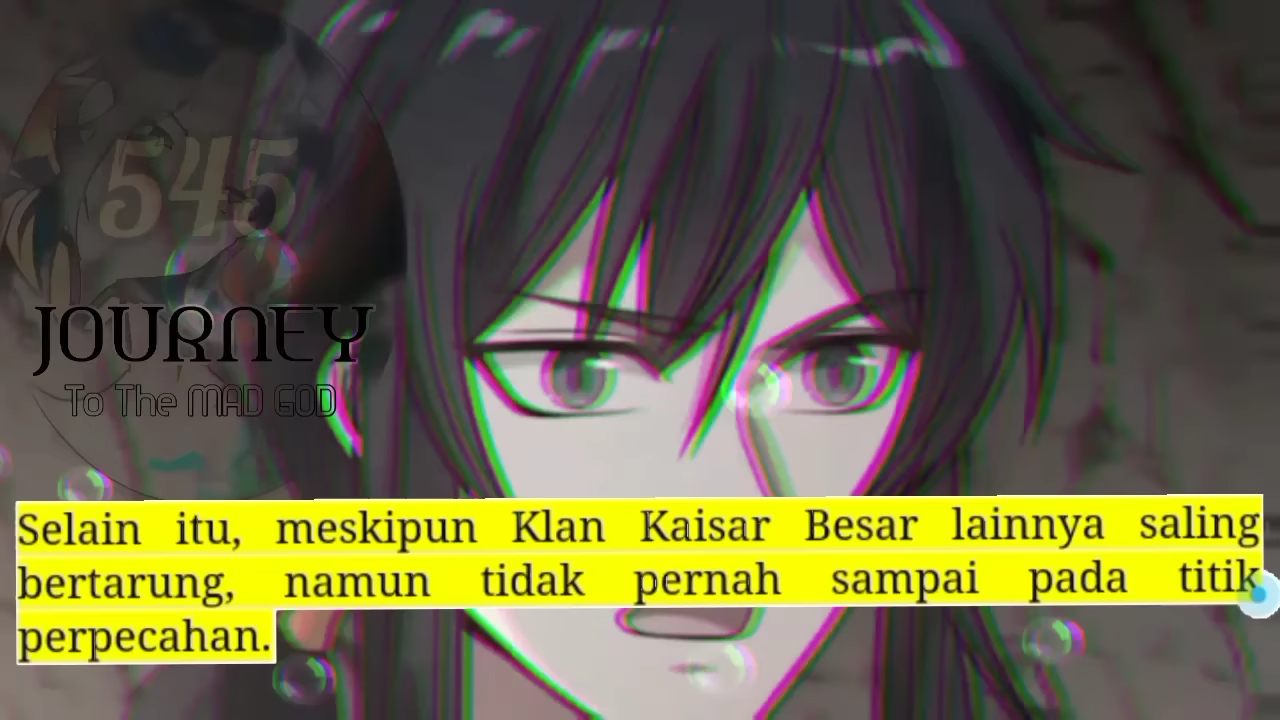 545
JOURNEY
To The MAD GOD
Selain itu, meskipun Klan Kaisar Besar lainnya saling
bertarung, namun tidak pernah sampai pada titik
perpecahan.